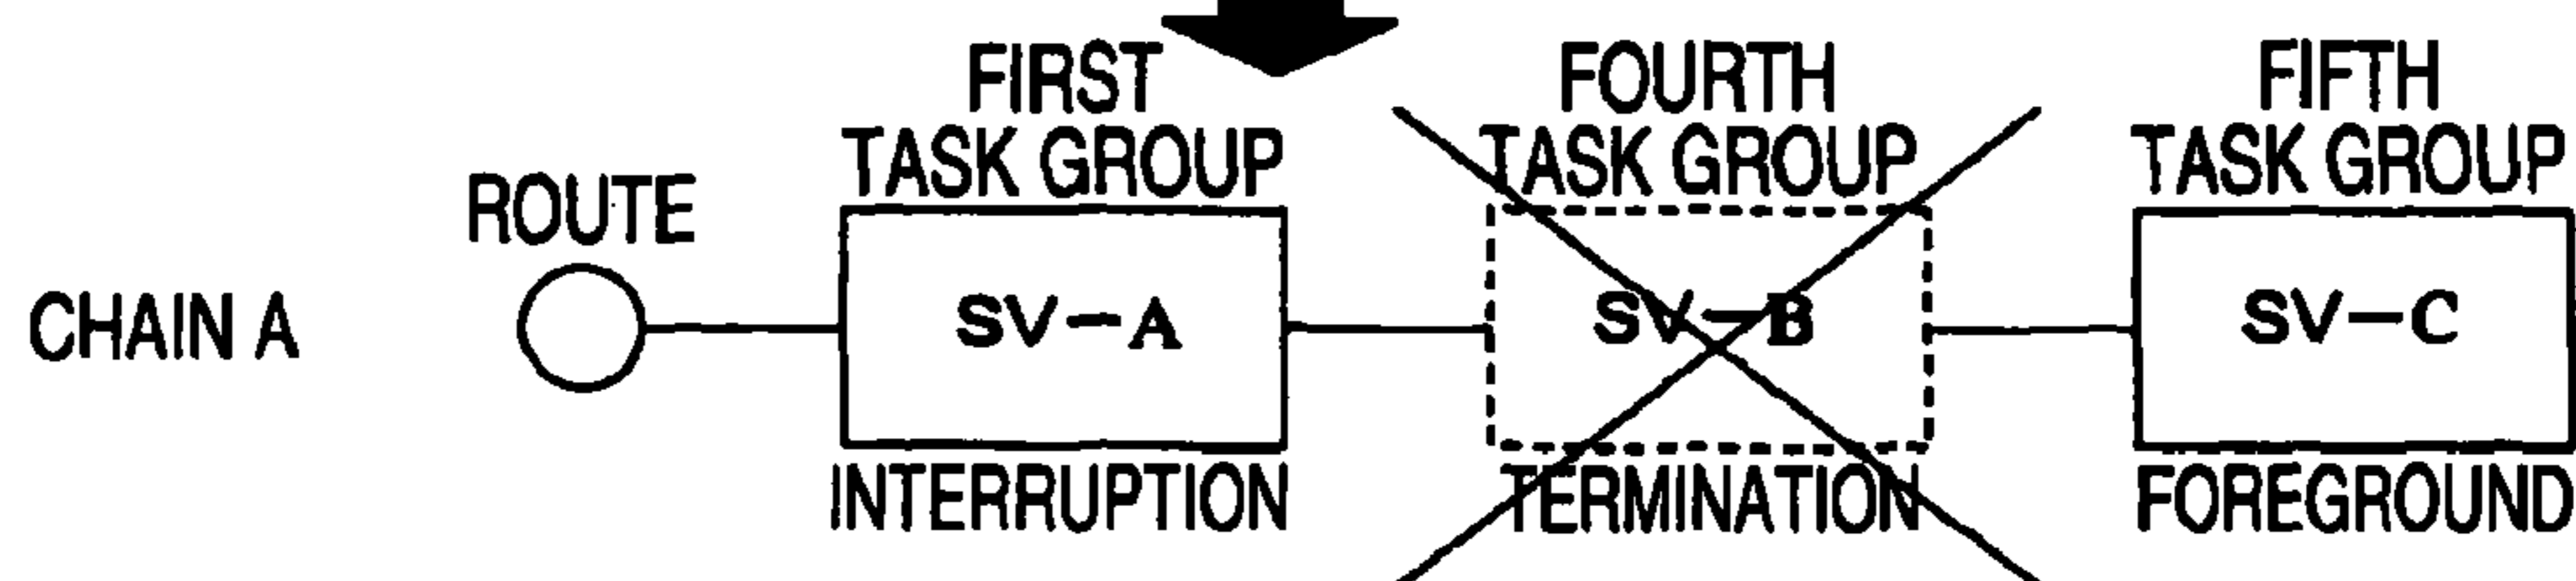 FIRST
TASK GROUP
FOURTH
TASK GROUP
FIFTH
TASK GROUP
ROUTE
CHAIN A
SV-A
SV-B
SV-C
INTERRUPTION
TERMINATION
FOREGROUND